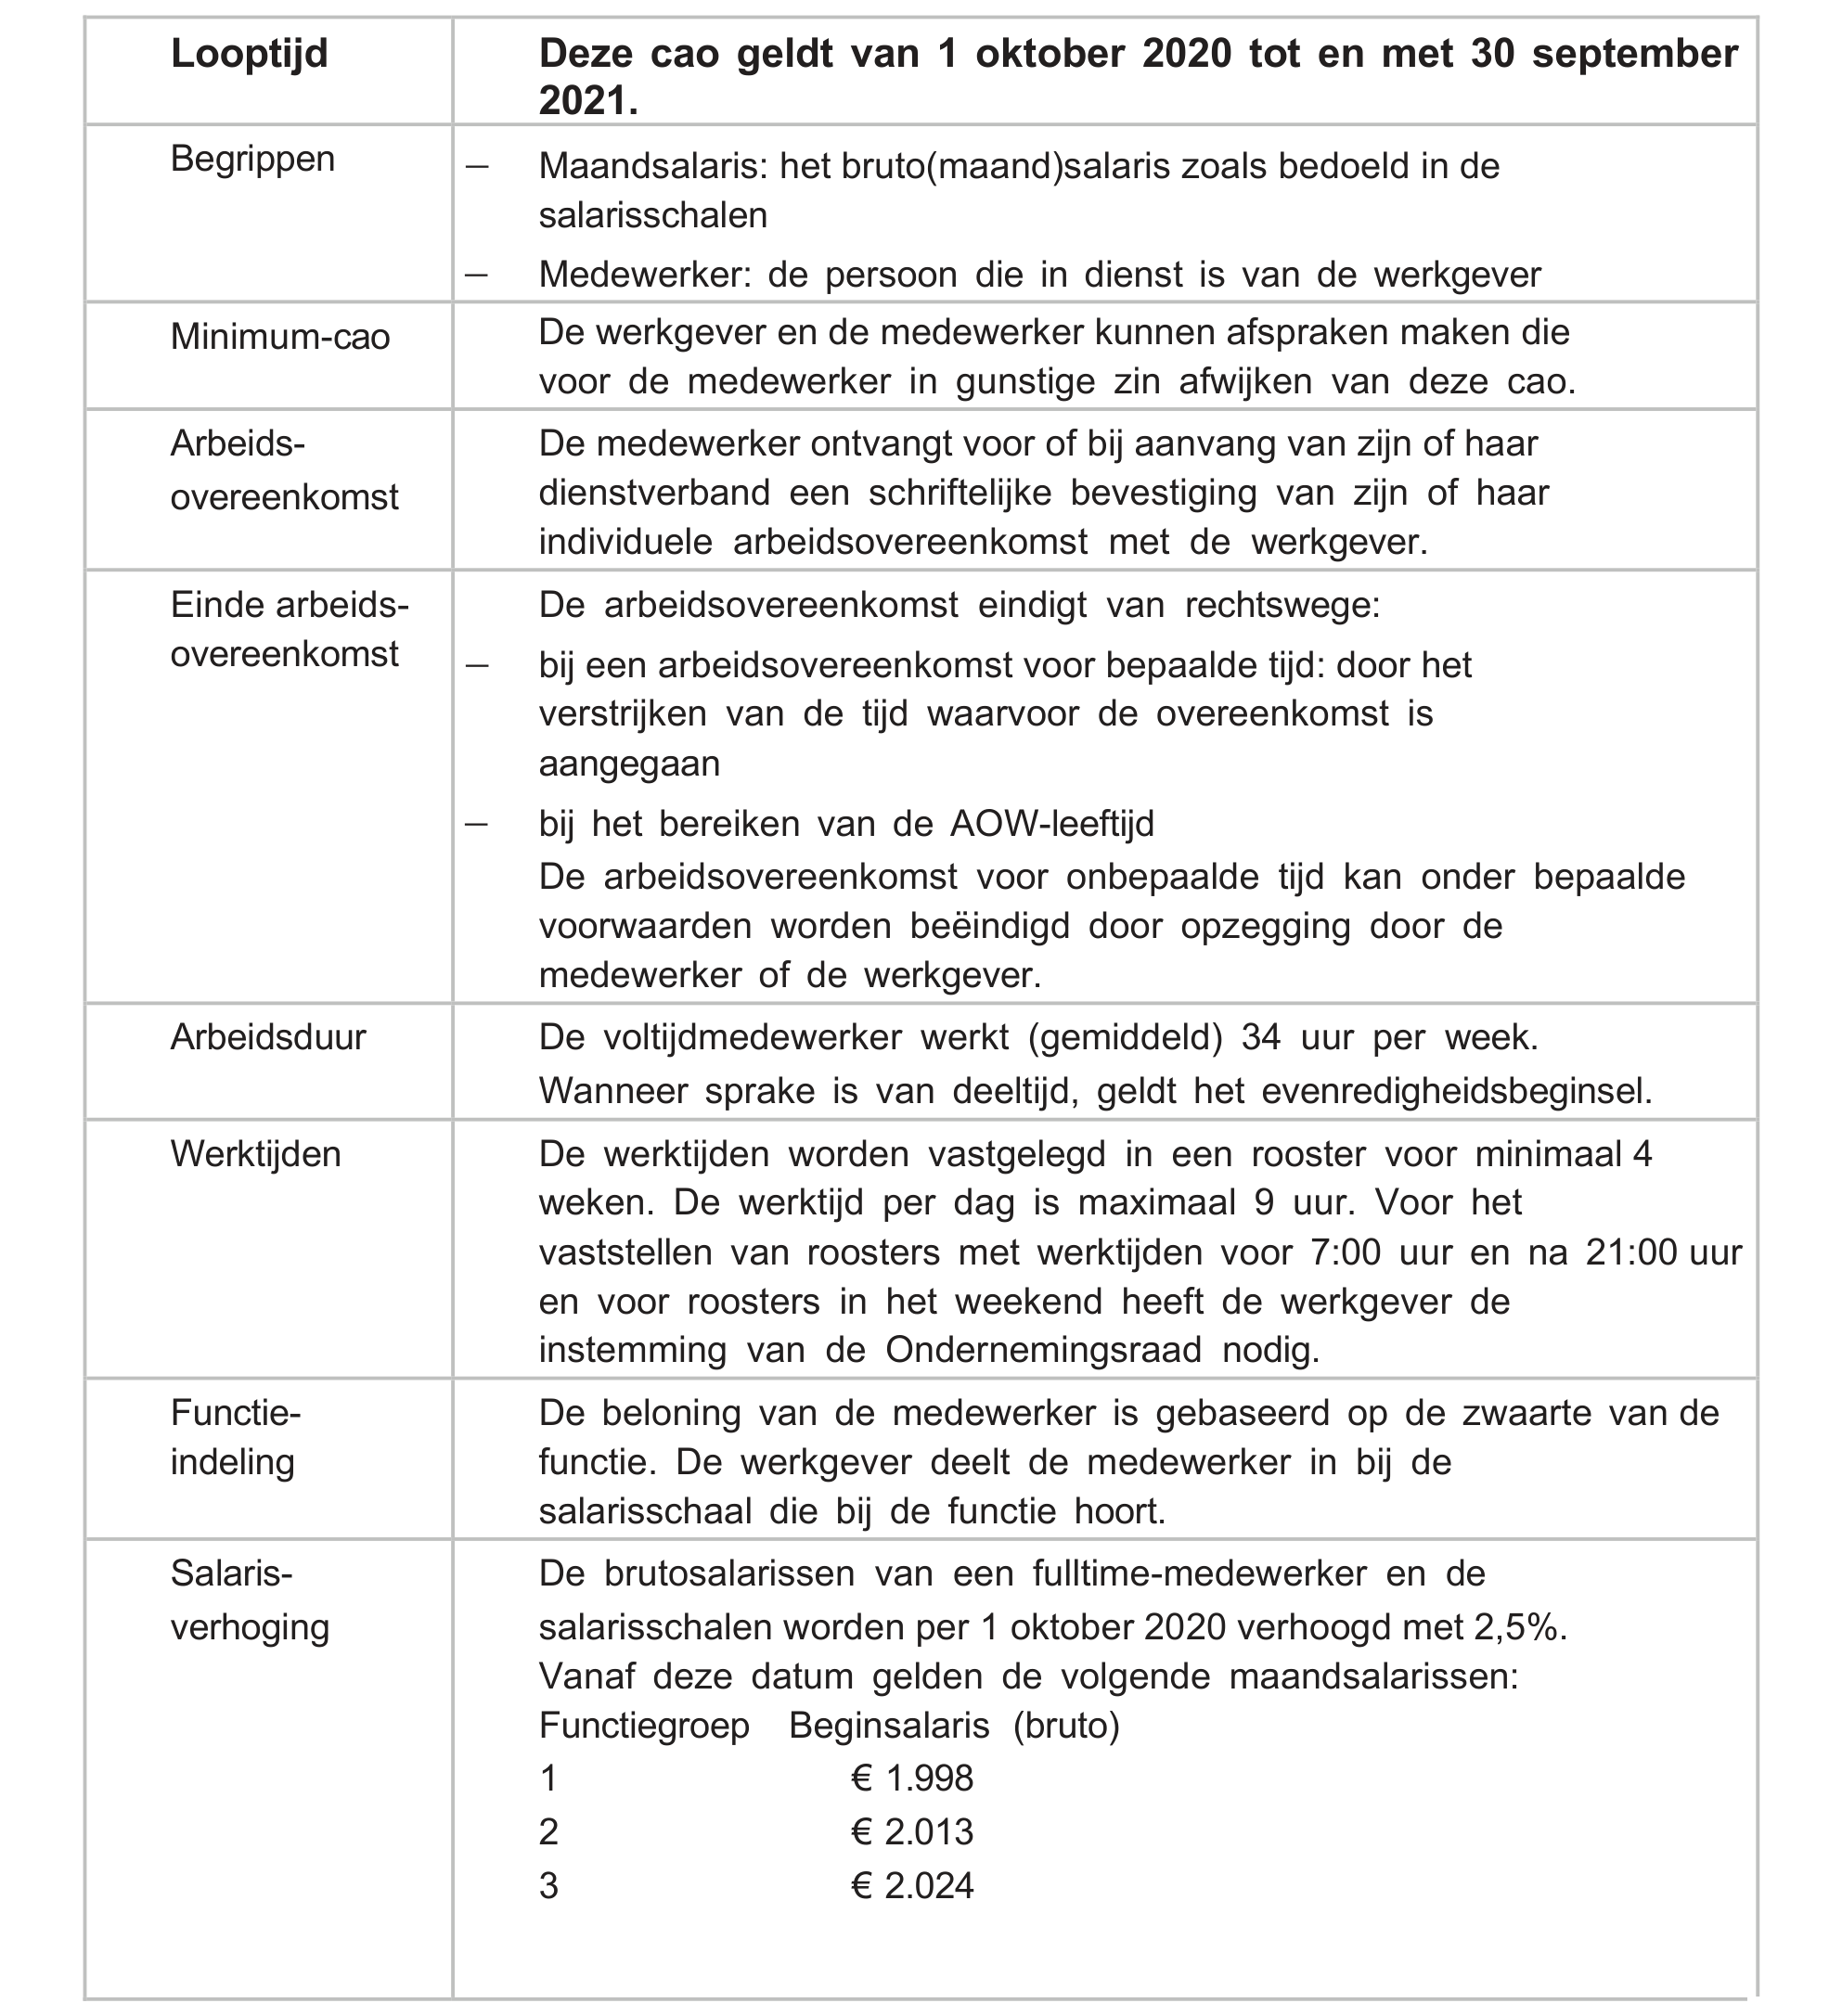 Looptijd
Deze cao geldt van 1 oktober 2020 tot en met 30 september
2021.
Begrippen
– Maandsalaris: het bruto(maand)salaris zoals bedoeld in de
salarisschalen
– Medewerker: de persoon die in dienst is van de werkgever
Minimum-cao
De werkgever en de medewerker kunnen afspraken maken die
voor de medewerker in gunstige zin afwijken van deze cao.
Arbeids-
overeenkomst
De medewerker ontvangt voor of bij aanvang van zijn of haar
dienstverband een schriftelijke bevestiging van zijn of haar
individuele arbeidsovereenkomst met de werkgever.
Einde arbeids-
overeenkomst
De arbeidsovereenkomst eindigt van rechtswege:
– bij een arbeidsovereenkomst voor bepaalde tijd: door het
verstrijken van de tijd waarvoor de overeenkomst is
aangegaan
– bij het bereiken van de AOW-leeftijd
De arbeidsovereenkomst voor onbepaalde tijd kan onder bepaalde
voorwaarden worden beëindigd door opzegging door de
medewerker of de werkgever.
Arbeidsduur
De voltijdmedewerker werkt (gemiddeld) 34 uur per week.
Wanneer sprake is van deeltijd, geldt het evenredigheidsbeginsel.
Werktijden
De werktijden worden vastgelegd in een rooster voor minimaal 4
weken. De werktijd per dag is maximaal 9 uur. Voor het
vaststellen van roosters met werktijden voor 7:00 uur en na 21:00 uur
en voor roosters in het weekend heeft de werkgever de
instemming van de Ondernemingsraad nodig.
Functie-
indeling
De beloning van de medewerker is gebaseerd op de zwaarte van de
functie. De werkgever deelt de medewerker in bij de
salarisschaal die bij de functie hoort.
Salaris-
verhoging
De brutosalarissen van een fulltime-medewerker en de
salarisschalen worden per 1 oktober 2020 verhoogd met 2,5%.
Vanaf deze datum gelden de volgende maandsalarissen:
Functiegroep Beginsalaris (bruto)
1 € 1.998
2 € 2.013
3 € 2.024